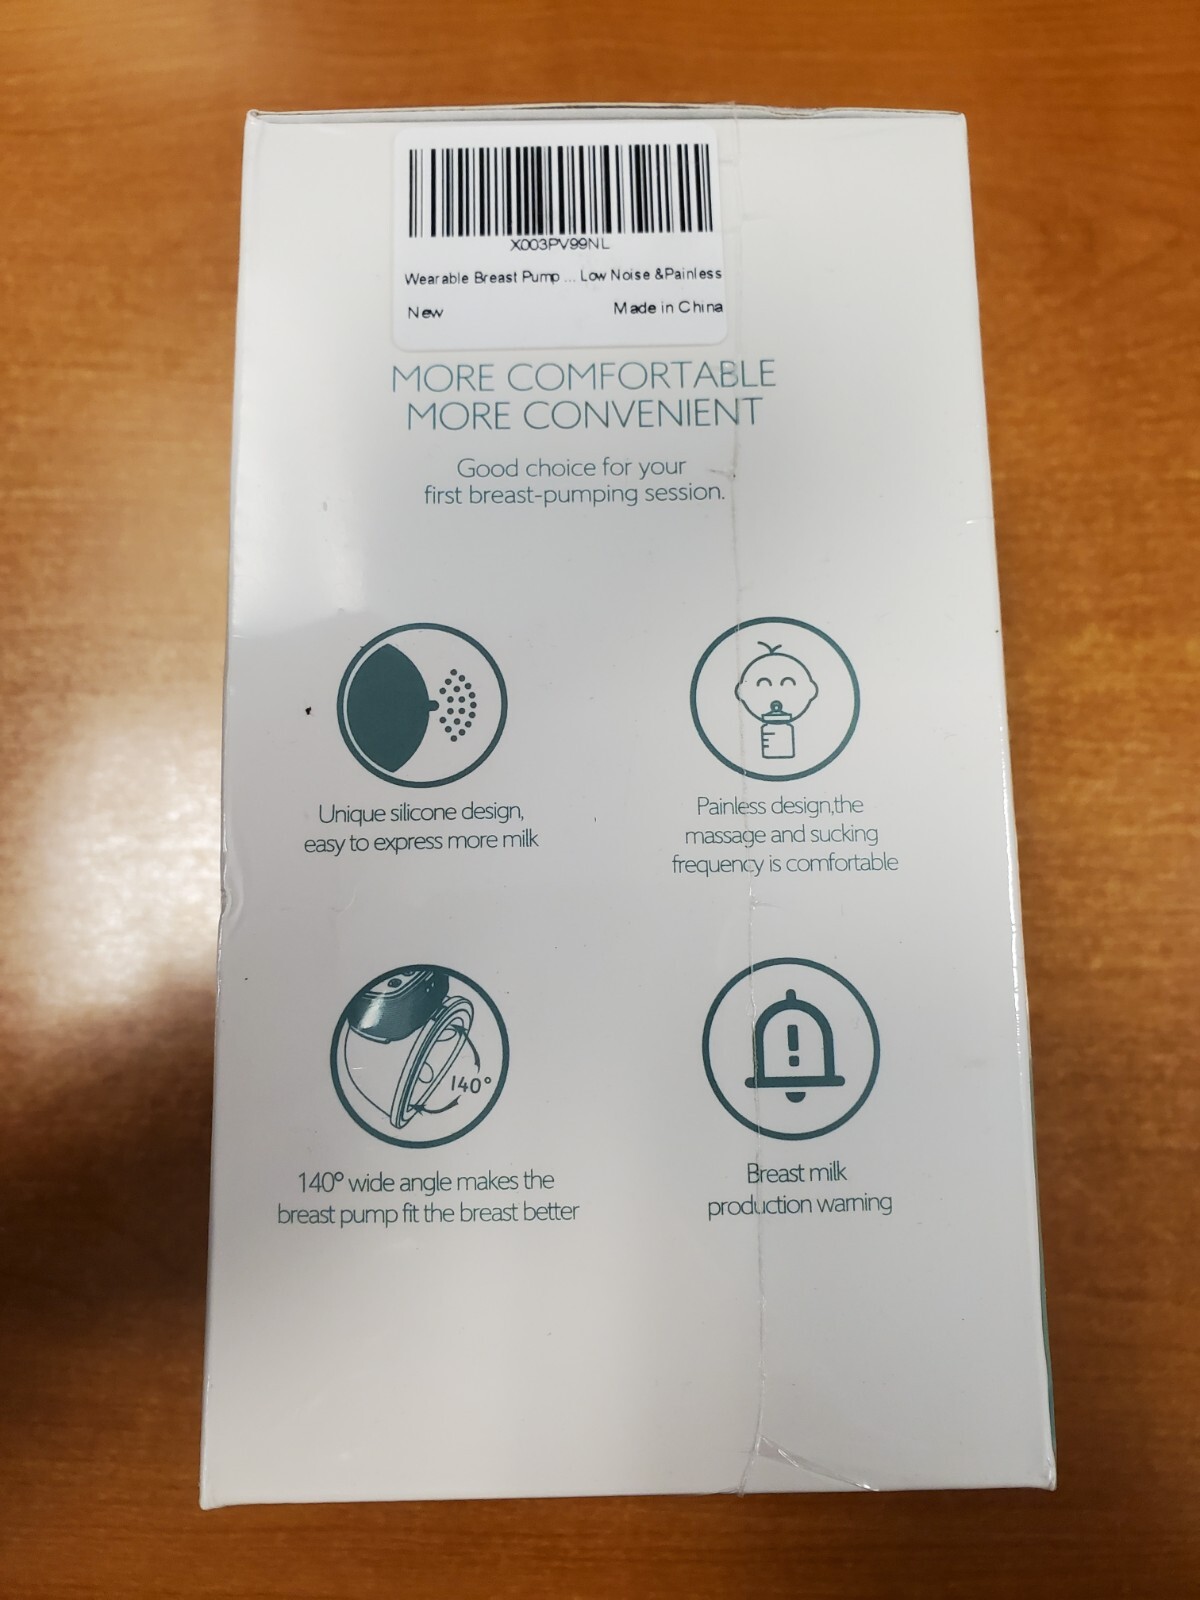 X003PV99NL
Wearable Breast Pump ... Low Noise &Painless
New Made in China
MORE COMFORTABLE
MORE CONVENIENT
Good choice for your
first breast-pumping session.
Unique silicone design,
easy to express more milk
Painless design,the
massage and sucking
frequency is comfortable
140°
140° wide angle makes the
breast pump fit the breast better
Breast milk
production warning